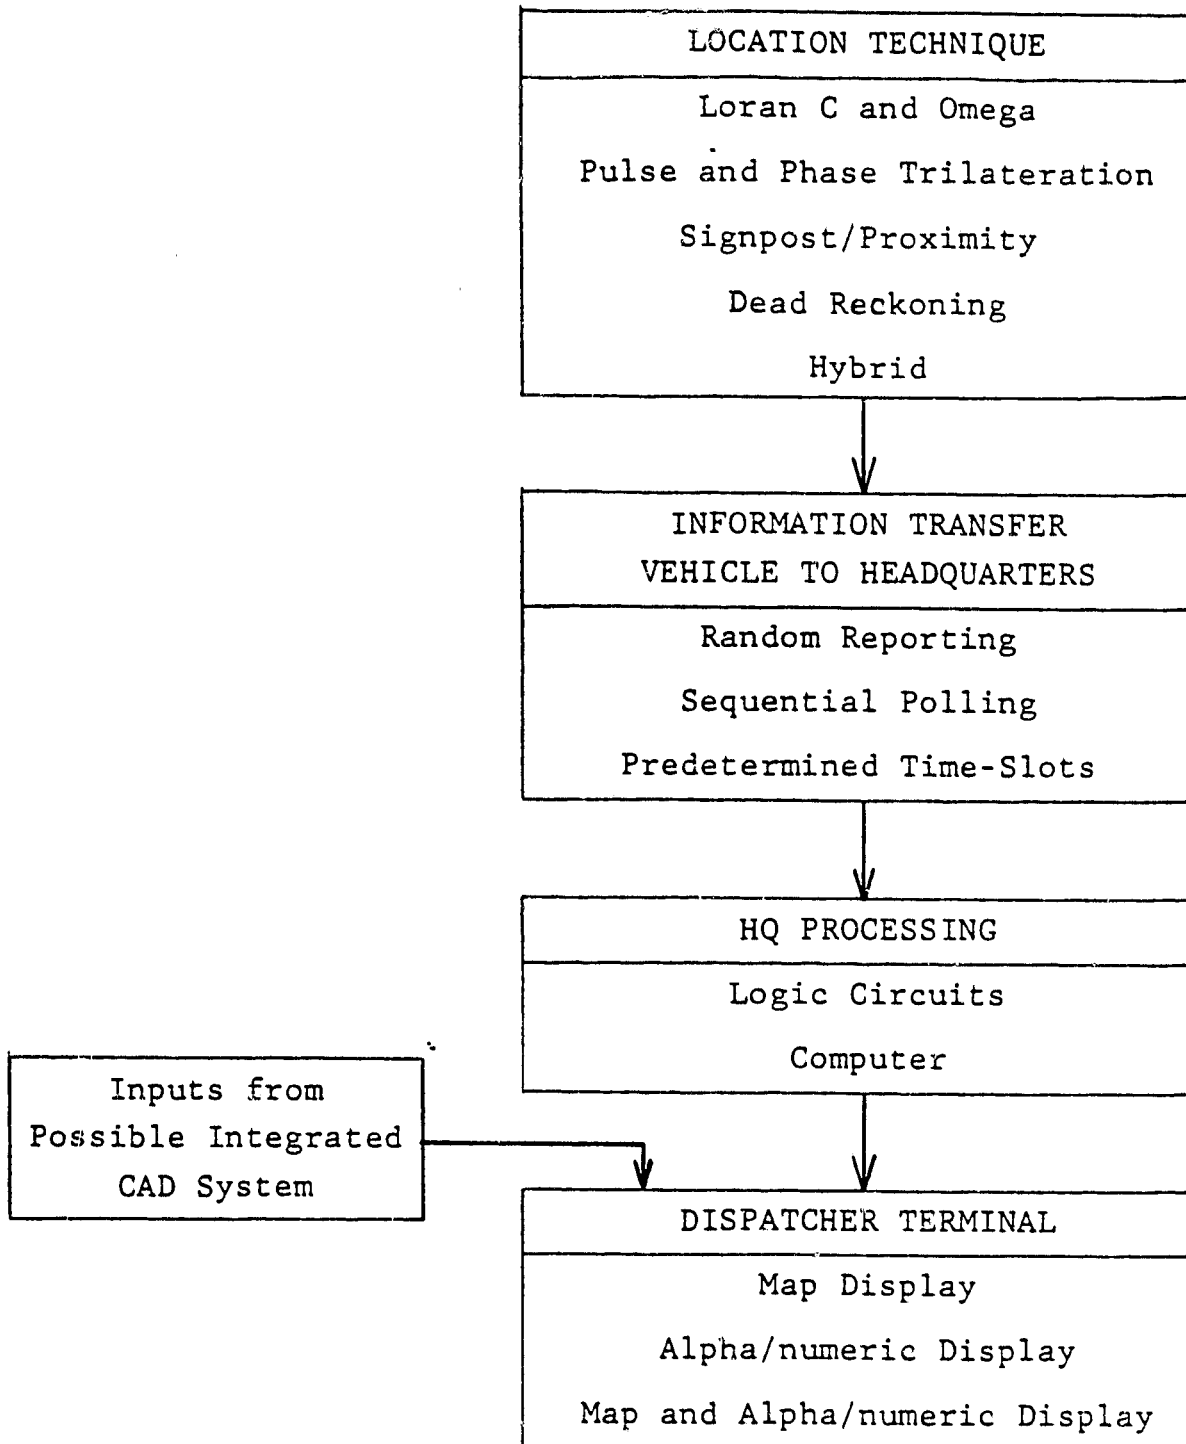 LOCATION TECHNIQUE
Loran C and Omega
Pulse and Phase Trilateration
Signpost/Proximity
Dead Reckoning
Hybrid
INFORMATION TRANSFER
VEHICLE TO HEADQUARTERS
Random Reporting
Sequential Polling
Predetermined Time-Slots
HQ PROCESSING
Logic Circuits
Computer
Inputs from
Possible Integrated
CAD System
DISPATCHER TERMINAL
Map Display
Alpha/numeric Display
Map and Alpha/numeric Display